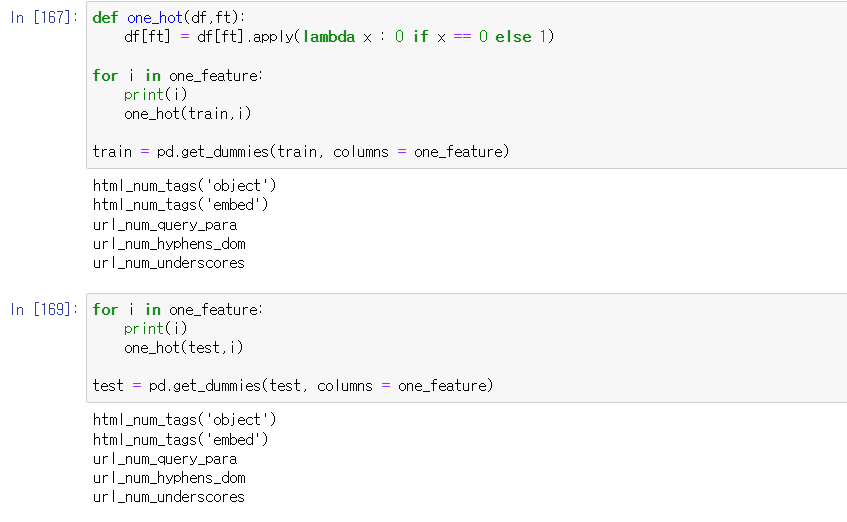 In [167]: def one_hot(df,ft):
    df[ft] = df[ft].apply(lambda x : 0 if x == 0 else 1)
for i in one_feature:
    print(i)
    one_hot(train,i)
train = pd.get_dummies(train, columns = one_feature)
html_num_tags('object')
html_num_tags('embed')
url_num_query_para
url_num_hyphens_dom
url_num_underscores
In [169]: for i in one_feature:
    print(i)
    one_hot(test,i)
test = pd.get_dummies(test, columns = one_feature)
html_num_tags('object')
html_num_tags('embed')
url_num_query_para
url_num_hyphens_dom
url_num_underscores